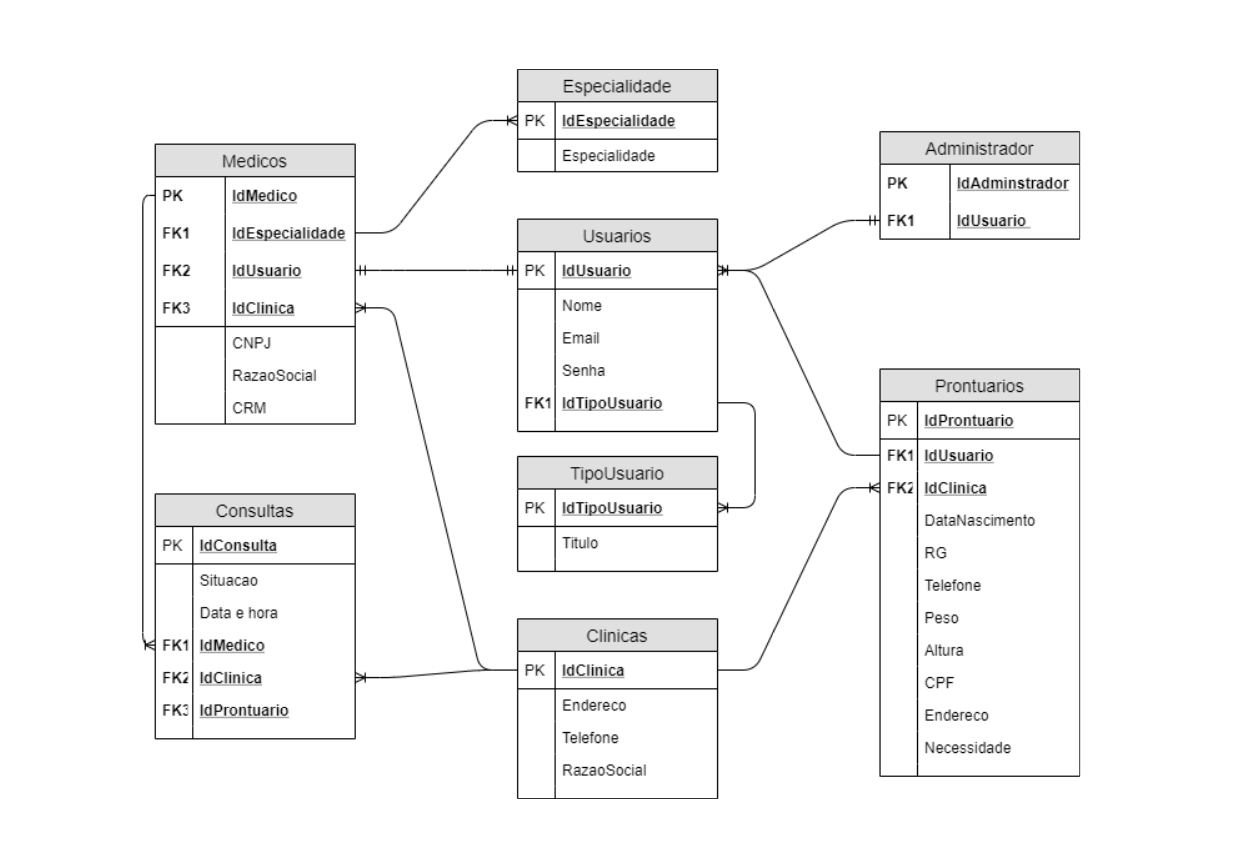 Especialidade
PK IdEspecialidade
Especialidade
Medicos
PK IdMedico
FK1 IdEspecialidade
FK2 IdUsuario
FK3 IdClinica
CNPJ
RazaoSocial
CRM
Usuarios
PK IdUsuario
Nome
Email
Senha
FK1 IdTipoUsuario
Administrador
PK IdAdminstrador
FK1 IdUsuario
TipoUsuario
PK IdTipoUsuario
Titulo
Consultas
PK IdConsulta
Situacao
Data e hora
FK1 IdMedico
FK2 IdClinica
FK3 IdProntuario
Clinicas
PK IdClinica
Endereco
Telefone
RazaoSocial
Prontuarios
PK IdProntuario
FK1 IdUsuario
FK2 IdClinica
DataNascimento
RG
Telefone
Peso
Altura
CPF
Endereco
Necessidade